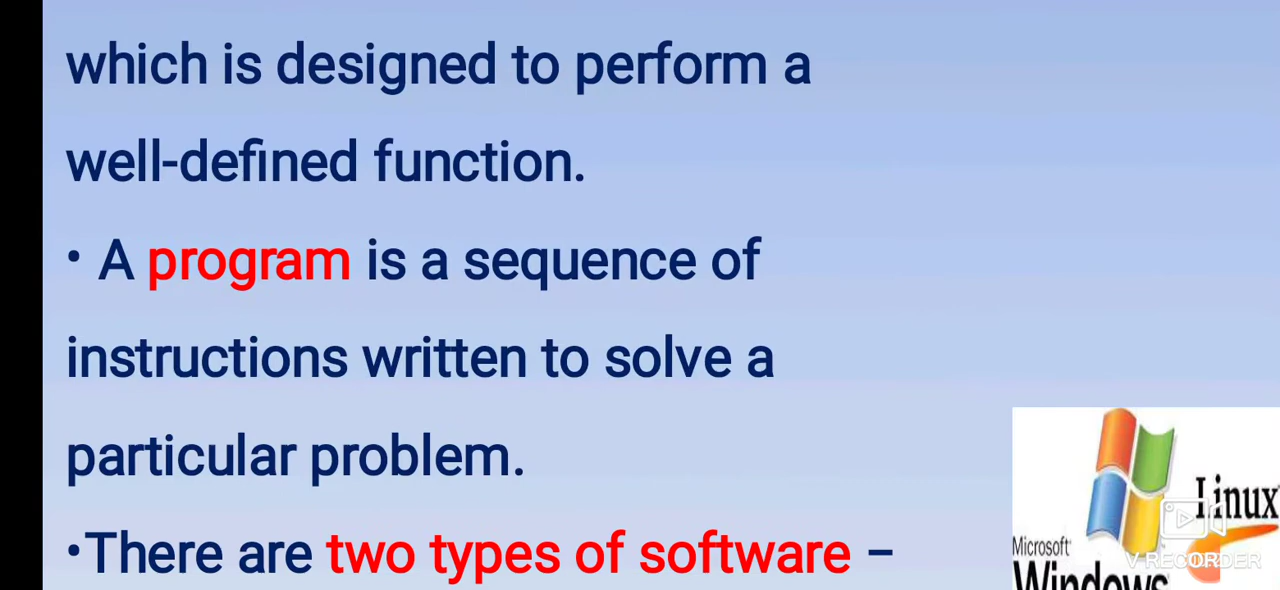 which is designed to perform a
well-defined function.
• A program is a sequence of
instructions written to solve a
particular problem.
•There are two types of software –
Linux
Microsoft
Windows
V RECORDER